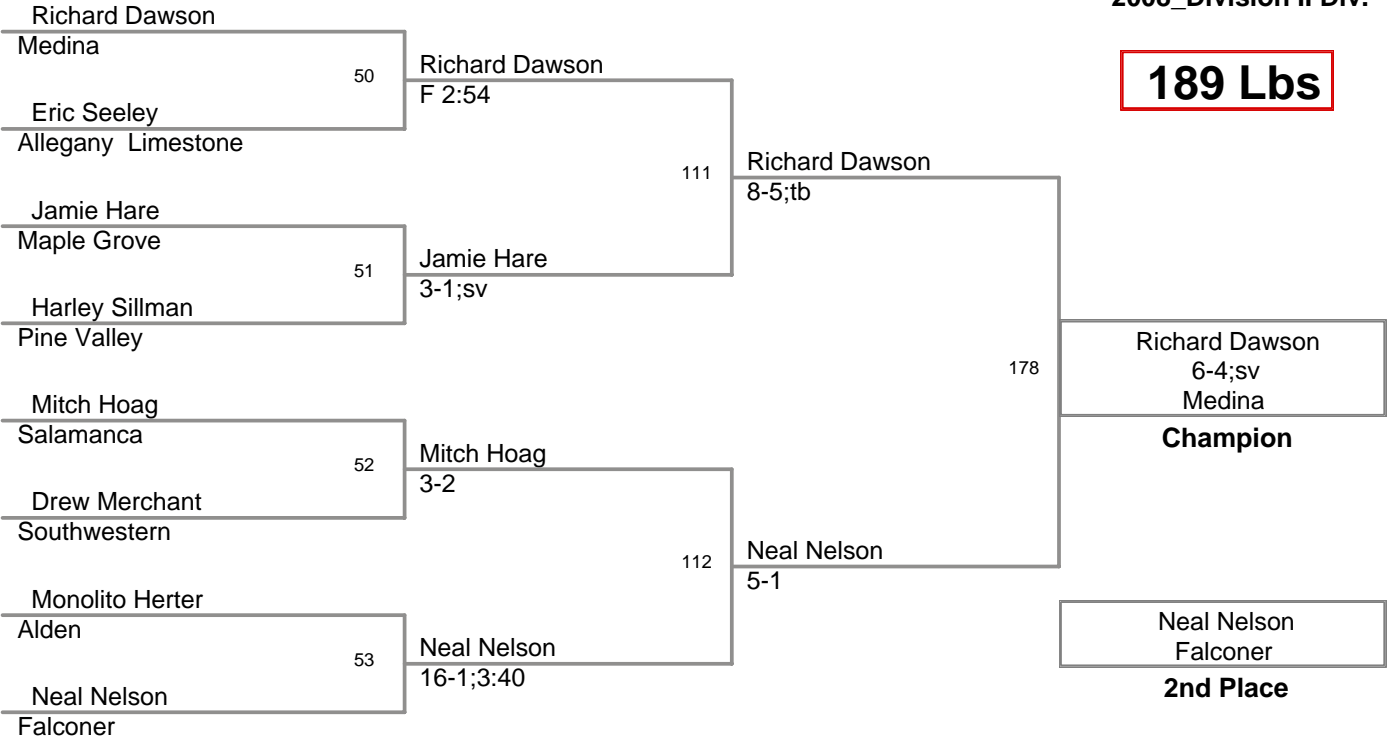 2008_Division II Div.
189 Lbs
Richard Dawson
Medina
50
Eric Seeley
Allegany  Limestone
Richard Dawson
F 2:54
Jamie Hare
Maple Grove
51
Harley Sillman
Pine Valley
Jamie Hare
3-1;sv
111
Richard Dawson
8-5;tb
Mitch Hoag
Salamanca
52
Drew Merchant
Southwestern
Mitch Hoag
3-2
Monolito Herter
Alden
53
Neal Nelson
Falconer
Neal Nelson
16-1;3:40
112
Neal Nelson
5-1
178
Richard Dawson
6-4;sv
Medina
Champion
Neal Nelson
Falconer
2nd Place